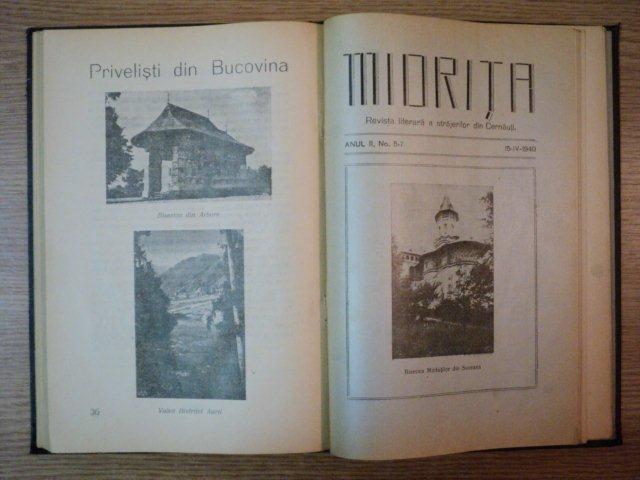 Priveliști din Bucovina
Biserica din Arbore
Valea Bistriței Aurii
36
MIORIȚA
Revista literară a străjerilor din Cernăuți.
ANUL II, No. 5-7
15-IV-1940
Biserica Mirăuților din Suceava